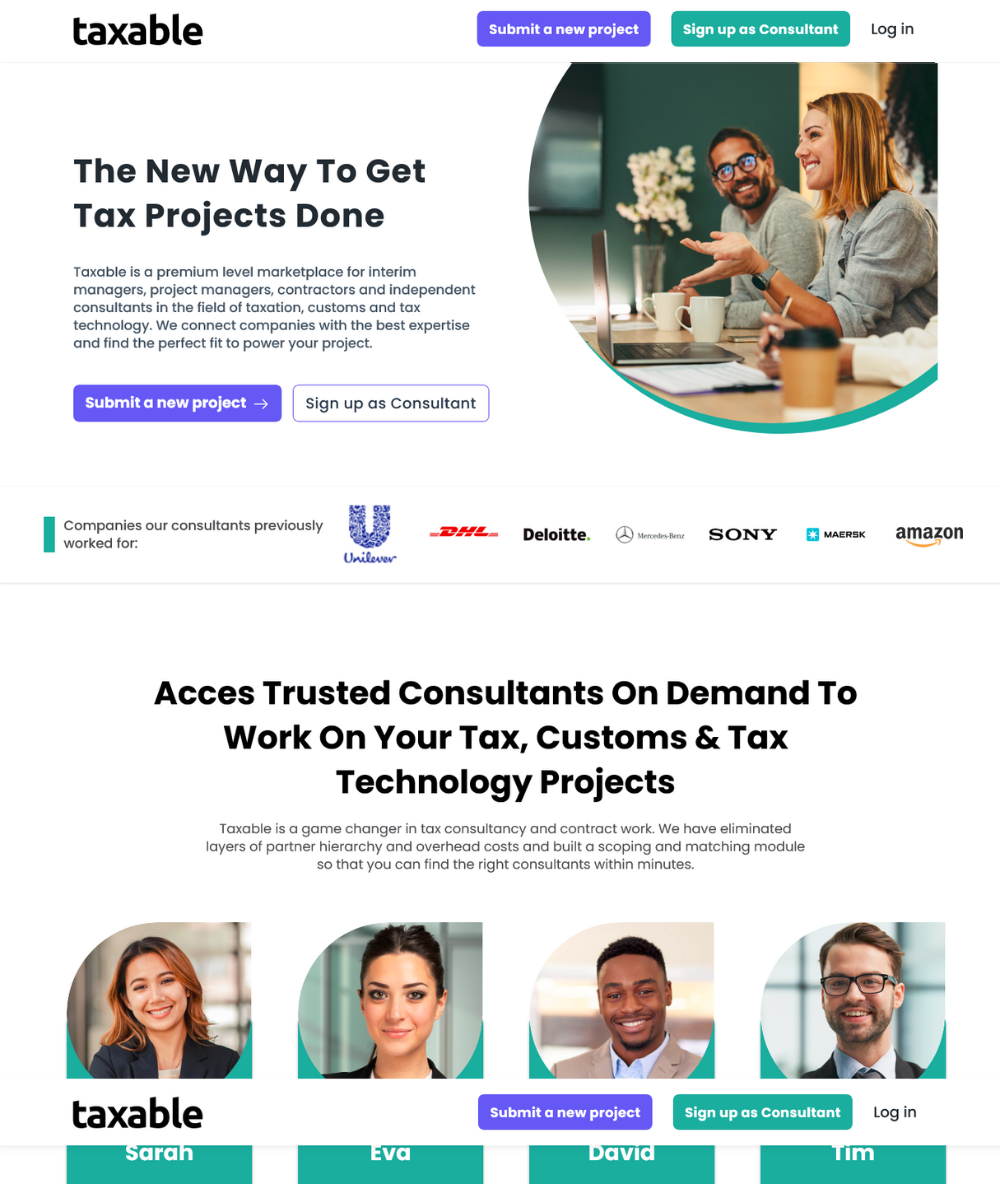 taxable
Submit a new project
Sign up as Consultant
Log in
The New Way To Get
Tax Projects Done
Taxable is a premium level marketplace for interim
managers, project managers, contractors and independent
consultants in the field of taxation, customs and tax
technology. We connect companies with the best expertise
and find the perfect fit to power your project.
Submit a new project →
Sign up as Consultant
Companies our consultants previously
worked for:
Unilever
DHL
Deloitte.
Mercedes-Benz
SONY
MAERSK
amazon
Acces Trusted Consultants On Demand To
Work On Your Tax, Customs & Tax
Technology Projects
Taxable is a game changer in tax consultancy and contract work. We have eliminated
layers of partner hierarchy and overhead costs and built a scoping and matching module
so that you can find the right consultants within minutes.
taxable
Submit a new project
Sign up as Consultant
Log in
Sarah
Eva
David
Tim